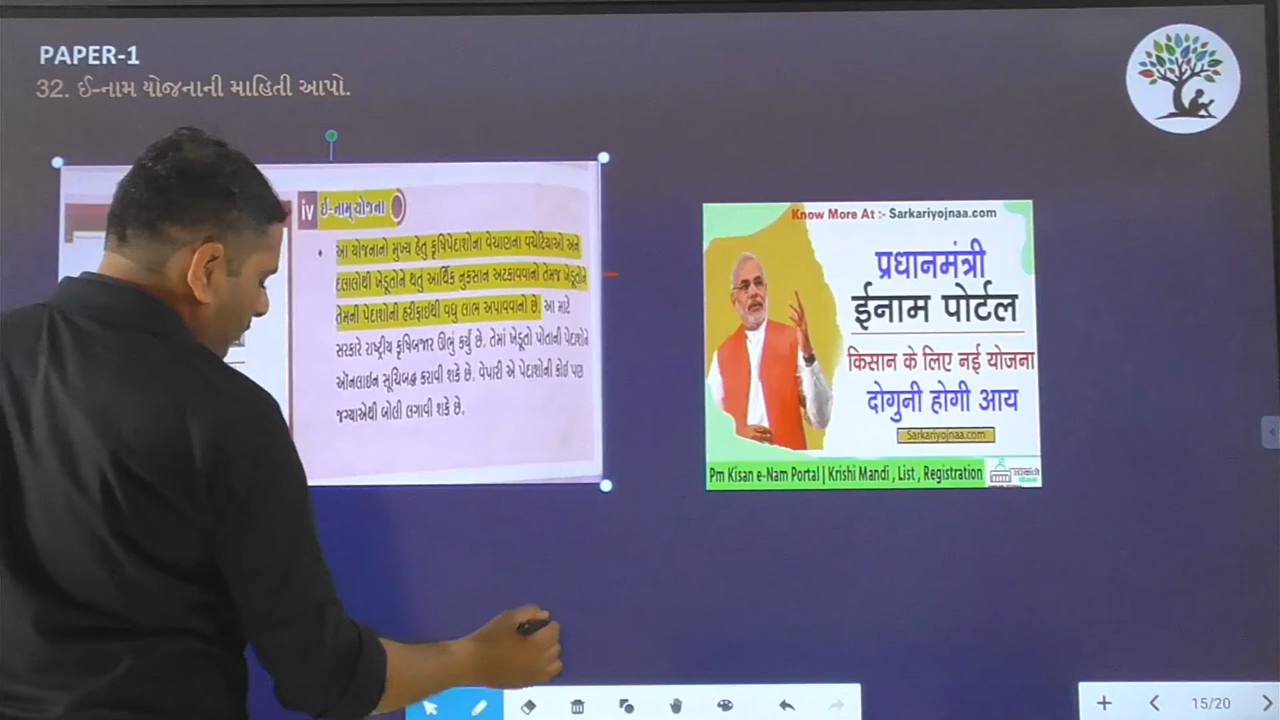 PAPER-1
32. ઈ-નામ યોજનાની માહિતી આપો.
iv ઈ-નામ્ યોજના
• આ યોજનાનો મુખ્ય હેતુ કૃષિપેદાશોના વેચાણના વચેટિયાઓ અને
દલાલોથી ખેડૂતોને થતુ આર્થિક નુકસાન અટકાવવાનો તેમજ ખેડૂતોને
તેમની પેદાશોની હરીફાઇથી વધુ લાભ અપાવવાનો છે. આ માટે
સરકારે રાષ્ટ્રીય કૃષિબજાર ઊભું કર્યું છે. તેમાં ખેડૂતો પોતાની પેદાશોને
ઑનલાઇન સૂચિબદ્ધ કરાવી શકે છે. વેપારી એ પેદાશોની કોઇ પણ
જગ્યાએથી બોલી લગાવી શકે છે.
Know More At :- Sarkariyojnaa.com
प्रधानमंत्री
ईनाम पोर्टल
किसान के लिए नई योजना
दोगुनी होगी आय
Sarkariyojnaa.com
Pm Kisan e-Nam Portal | Krishi Mandi , List , Registration
15/20